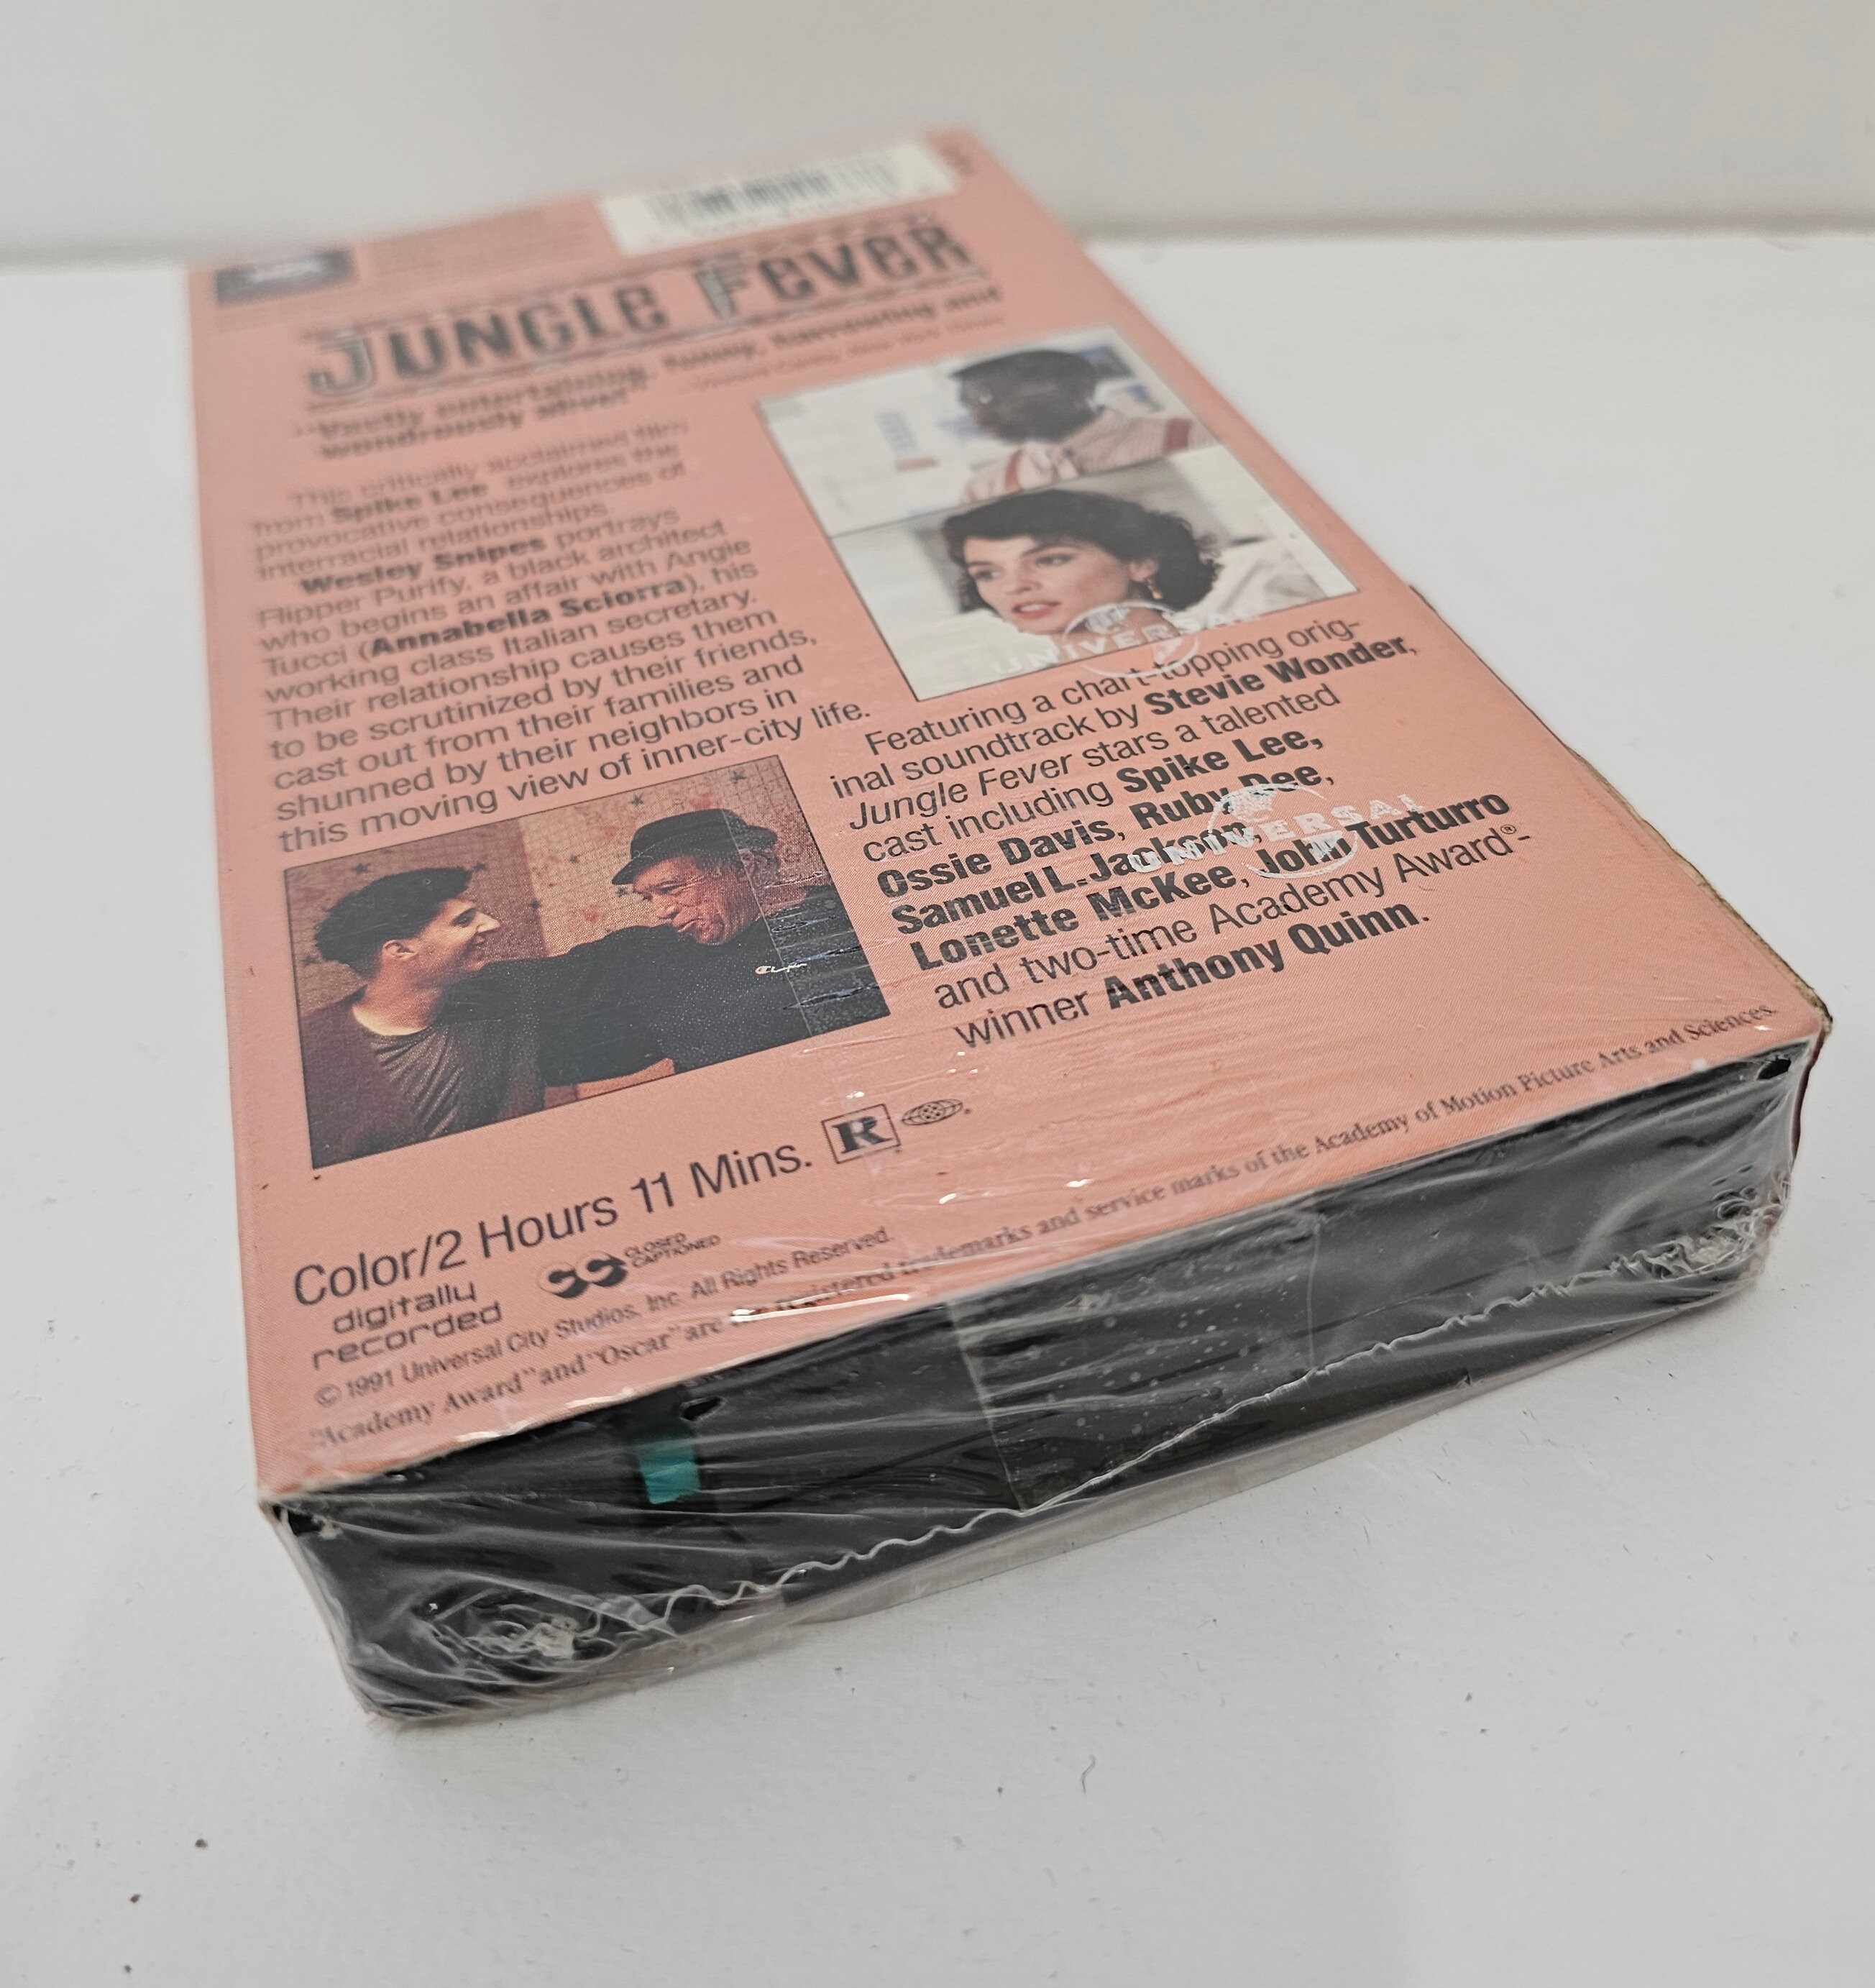 Jungle Fever
"Vastly entertaining, funny, harrowing and
wondrously alive!"
This critically acclaimed film
from Spike Lee explores the
provocative consequences of
interracial relationships.
Wesley Snipes portrays
Flipper Purify, a black architect
who begins an affair with Angie
Tucci (Annabella Sciorra), his
working class Italian secretary.
Their relationship causes them
to be scrutinized by their friends,
cast out from their families and
shunned by their neighbors in
this moving view of inner-city life.
Featuring a chart-topping orig-
inal soundtrack by Stevie Wonder,
Jungle Fever stars a talented
cast including Spike Lee,
Ossie Davis, Ruby Dee,
Samuel L. Jackson,
Lonette McKee, John Turturro
and two-time Academy Award®-
winner Anthony Quinn.
UNIVERSAL
UNIVERSAL
Champion
Color/2 Hours 11 Mins. R
digitally
recorded
CC CLOSED
CAPTIONED
© 1991 Universal City Studios, Inc. All Rights Reserved.
"Academy Award" and "Oscar" are the registered trademarks and service marks of the Academy of Motion Picture Arts and Sciences.